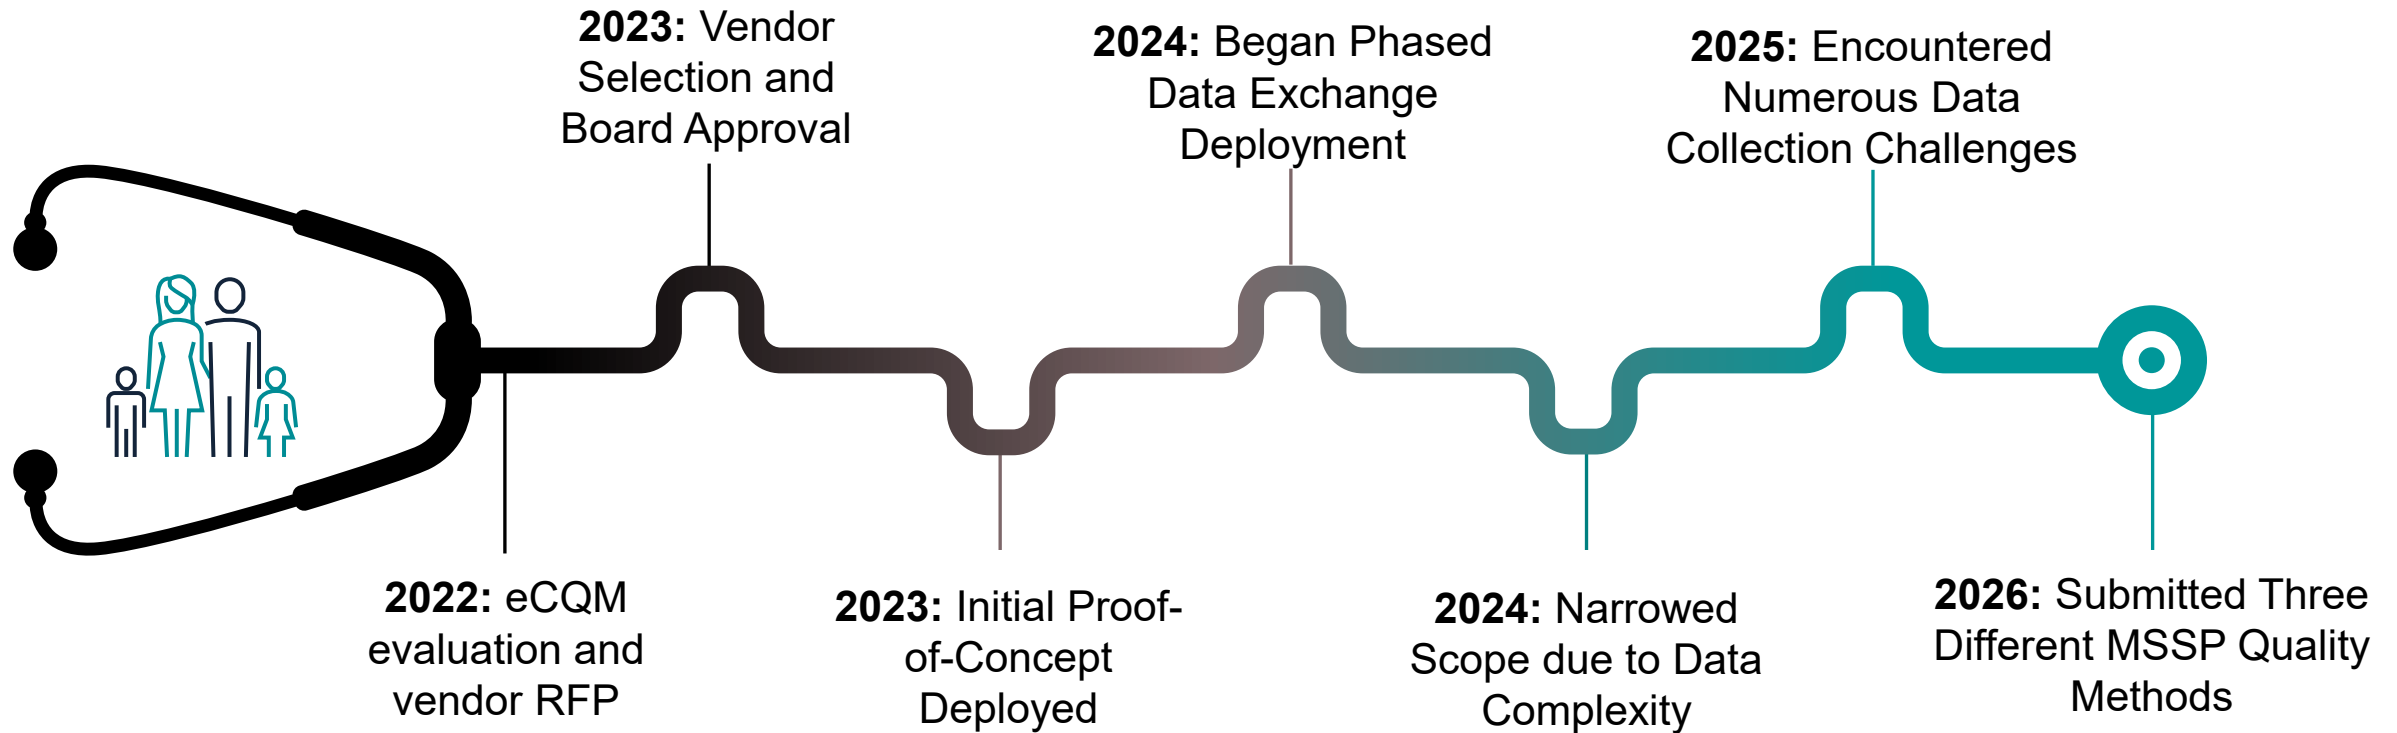 2023: Vendor
Selection and
Board Approval
2024: Began Phased
Data Exchange
Deployment
2025: Encountered
Numerous Data
Collection Challenges
2022: eCQM
evaluation and
vendor RFP
2023: Initial Proof-
of-Concept
Deployed
2024: Narrowed
Scope due to Data
Complexity
2026: Submitted Three
Different MSSP Quality
Methods